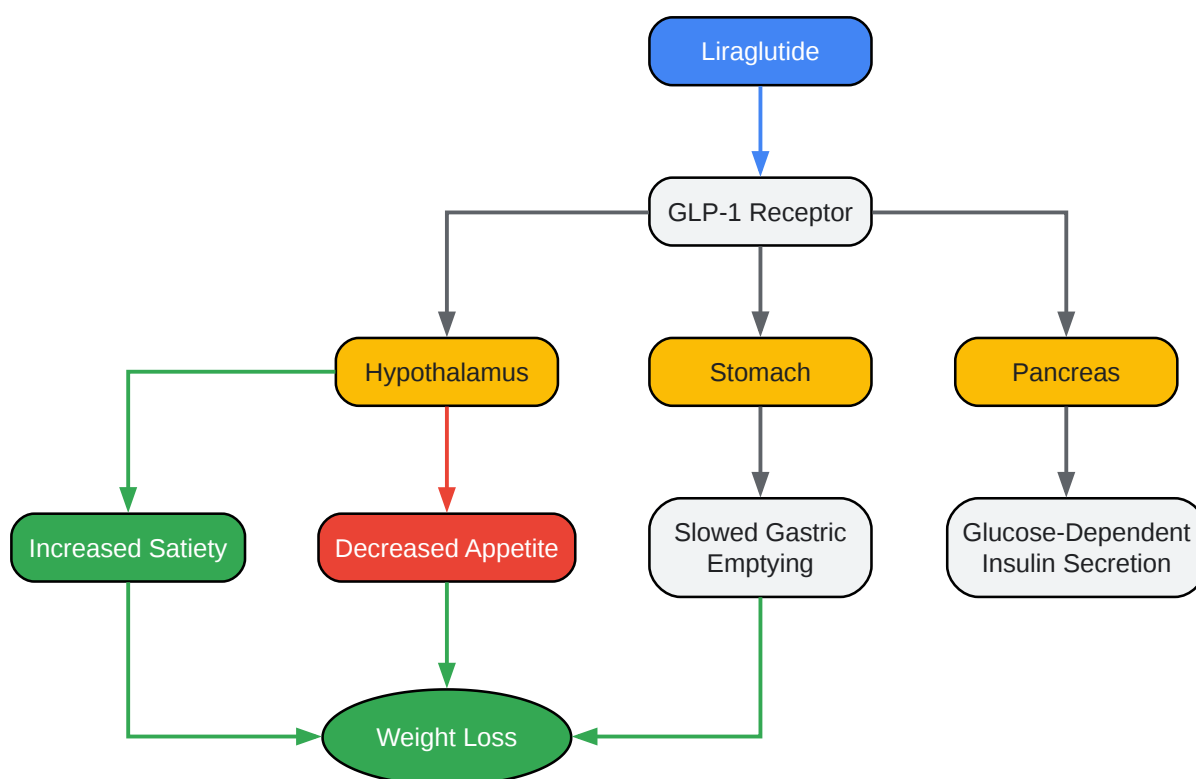 Liraglutide
GLP-1 Receptor
Hypothalamus
Stomach
Pancreas
Increased Satiety
Decreased Appetite
Slowed Gastric
Emptying
Glucose-Dependent
Insulin Secretion
Weight Loss